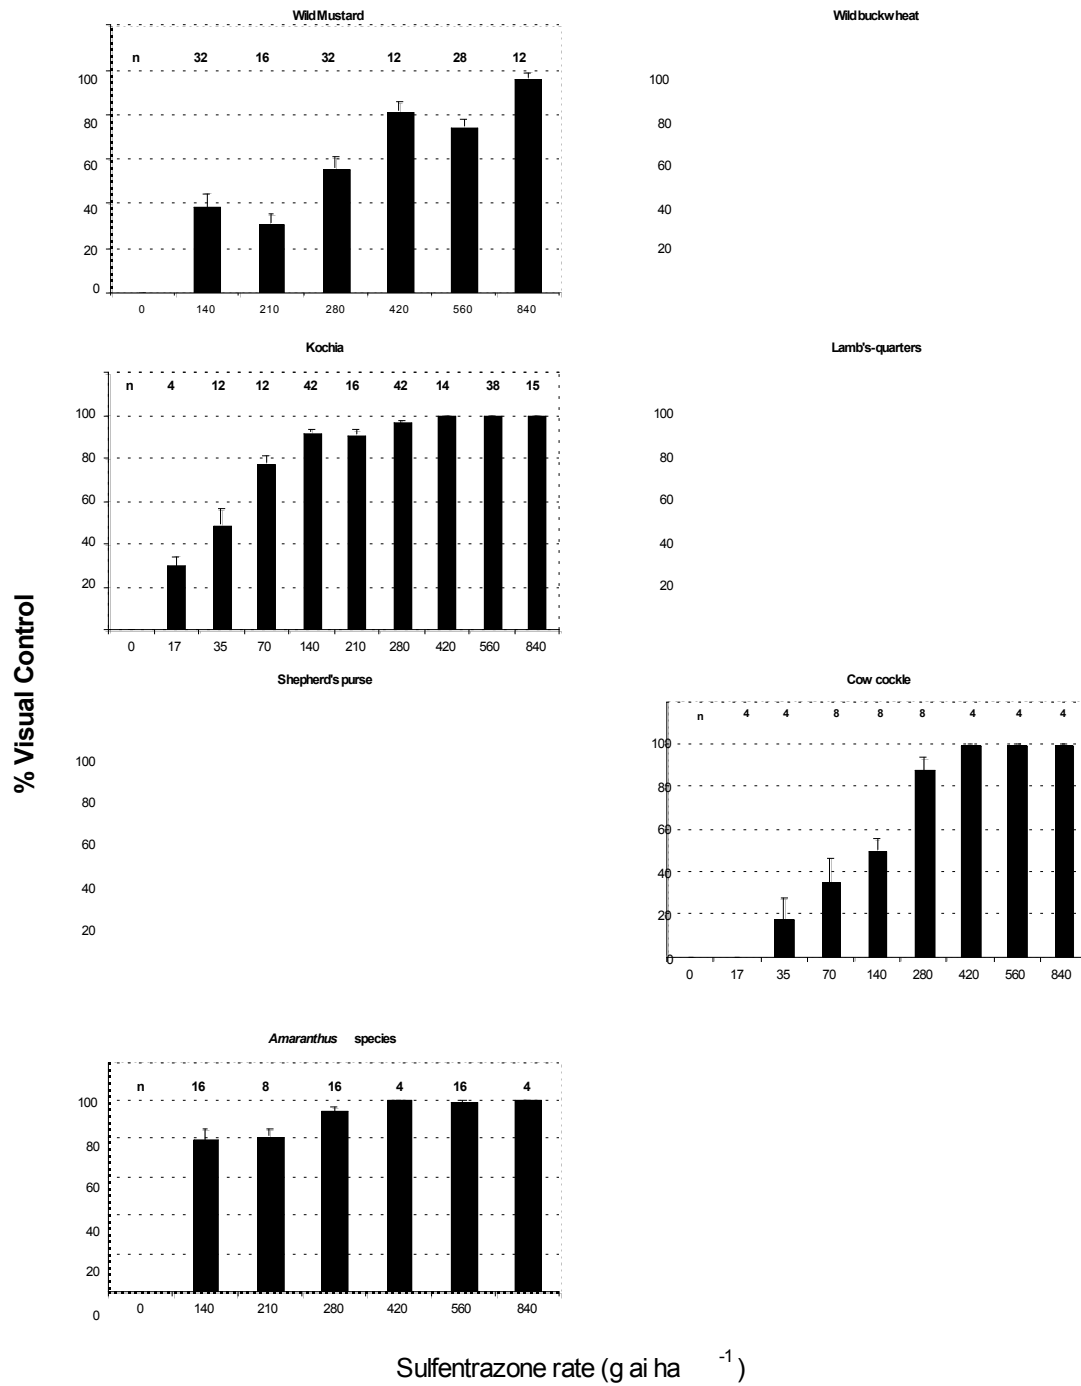 Wild Mustard
n 32 16 32 12 28 12
100
80
60
40
20
0
0 140 210 280 420 560 840
Wild buckwheat
100
80
60
40
20
Kochia
n 4 12 12 42 16 42 14 38 15
100
80
60
40
20
0 17 35 70 140 210 280 420 560 840
Lamb's-quarters
100
80
60
40
20
% Visual Control
Shepherd's purse
100
80
60
40
20
Cow cockle
n 4 4 8 8 8 4 4 4
100
80
60
40
20
0
0 17 35 70 140 280 420 560 840
Amaranthus species
n 16 8 16 4 16 4
100
80
60
40
20
0
0 140 210 280 420 560 840
Sulfentrazone rate (g ai ha -1 )